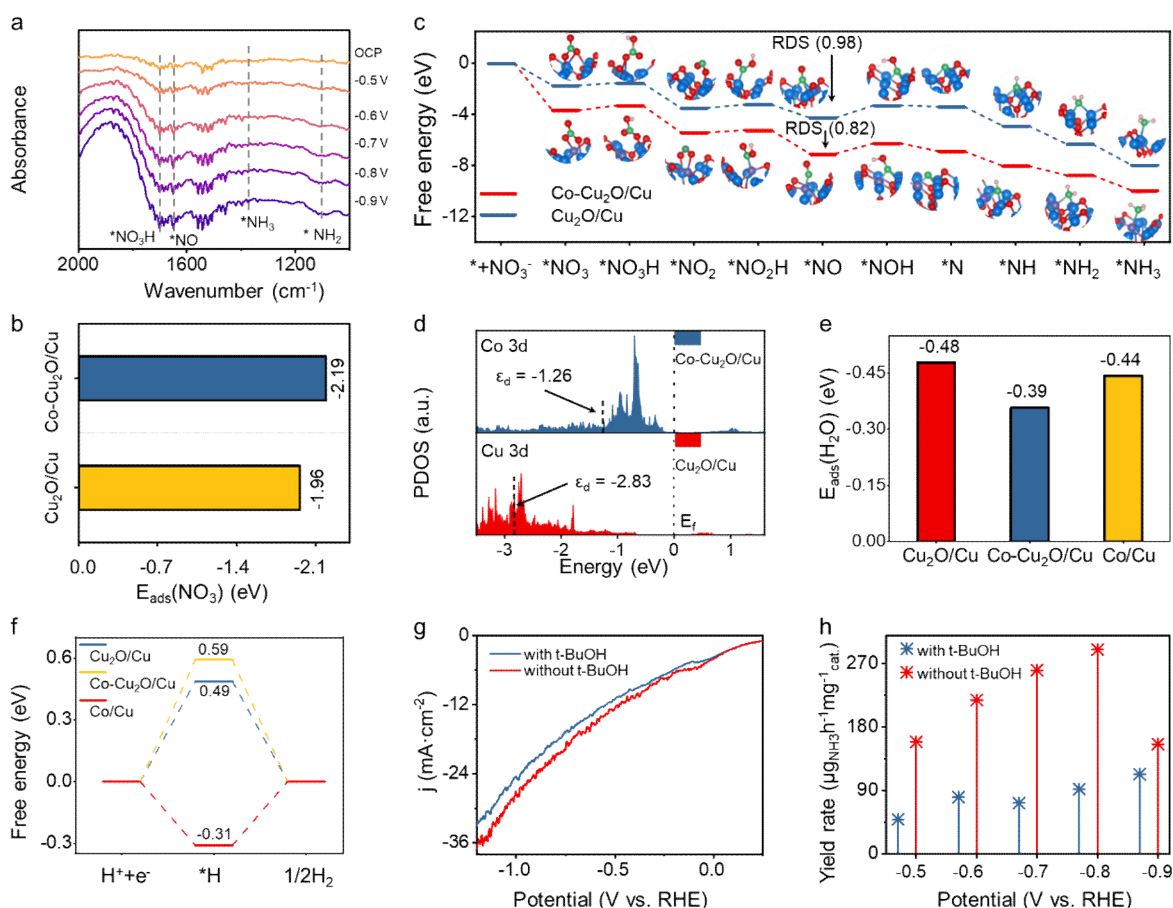 a
Absorbance
OCP
-0.5 V
-0.6 V
-0.7 V
-0.8 V
-0.9 V
*NO₃H
*NO
*NH₃
* NH₂
2000 1600 1200
Wavenumber (cm⁻¹)
b
Co-Cu₂O/Cu
-2.19
Cu₂O/Cu
-1.96
0.0 -0.7 -1.4 -2.1
Eads(NO₃) (eV)
c
Free energy (eV)
0
-4
-8
-12
RDS (0.98)
RDS (0.82)
Co-Cu₂O/Cu
Cu₂O/Cu
*+NO₃⁻ *NO₃ *NO₃H *NO₂ *NO₂H *NO *NOH *N *NH *NH₂ *NH₃
d
PDOS (a.u.)
Co 3d
Co-Cu₂O/Cu
εd = -1.26
Cu 3d
Cu₂O/Cu
εd = -2.83
Ef
-3 -2 -1 0 1
Energy (eV)
e
Eads(H₂O) (eV)
-0.45
-0.30
-0.15
0.00
-0.48
-0.39
-0.44
Cu₂O/Cu Co-Cu₂O/Cu Co/Cu
f
Free energy (eV)
0.6
0.3
0.0
-0.3
Cu₂O/Cu
Co-Cu₂O/Cu
Co/Cu
0.59
0.49
-0.31
H⁺+e⁻ *H 1/2H₂
g
j (mA·cm⁻²)
0
-12
-24
-36
with t-BuOH
without t-BuOH
-1.0 -0.5 0.0
Potential (V vs. RHE)
h
Yield rate (μgNH3h⁻¹mg⁻¹cat.)
270
180
90
0
with t-BuOH
without t-BuOH
-0.5 -0.6 -0.7 -0.8 -0.9
Potential (V vs. RHE)